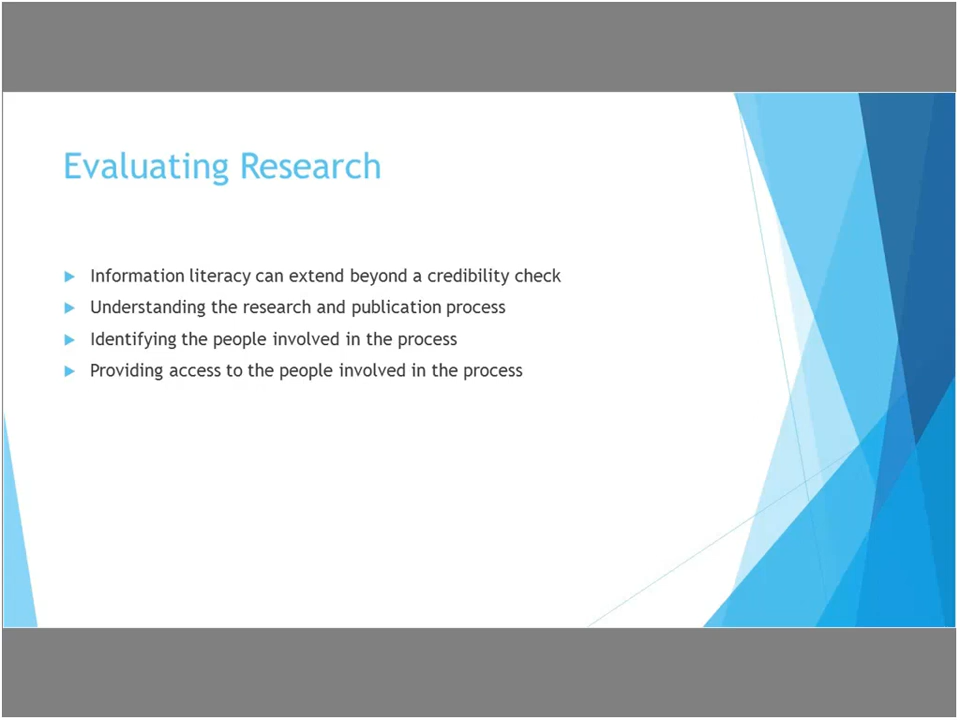 Evaluating Research
Information literacy can extend beyond a credibility check
Understanding the research and publication process
Identifying the people involved in the process
Providing access to the people involved in the process